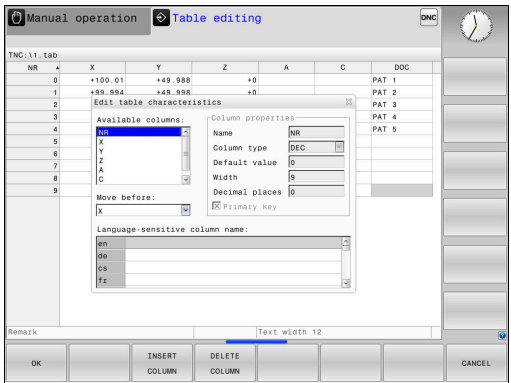 Manual operation Table editing DNC
TNC:\1.tab
NR X Y Z A C DOC
0 +100.01 +49.988 +0 PAT 1
1 +99.994 +49.998 +0 PAT 2
2 PAT 3
3 PAT 4
4 PAT 5
5
6
7
8
9
Edit table characteristics
Available columns:
NR
X
Y
Z
A
C
Move before:
X
Column properties
Name NR
Column type DEC
Default value 0
Width 9
Decimal places 0
Primary key
Language-sensitive column name:
en
de
cs
fr
Remark Text width 12
OK INSERT COLUMN DELETE COLUMN CANCEL